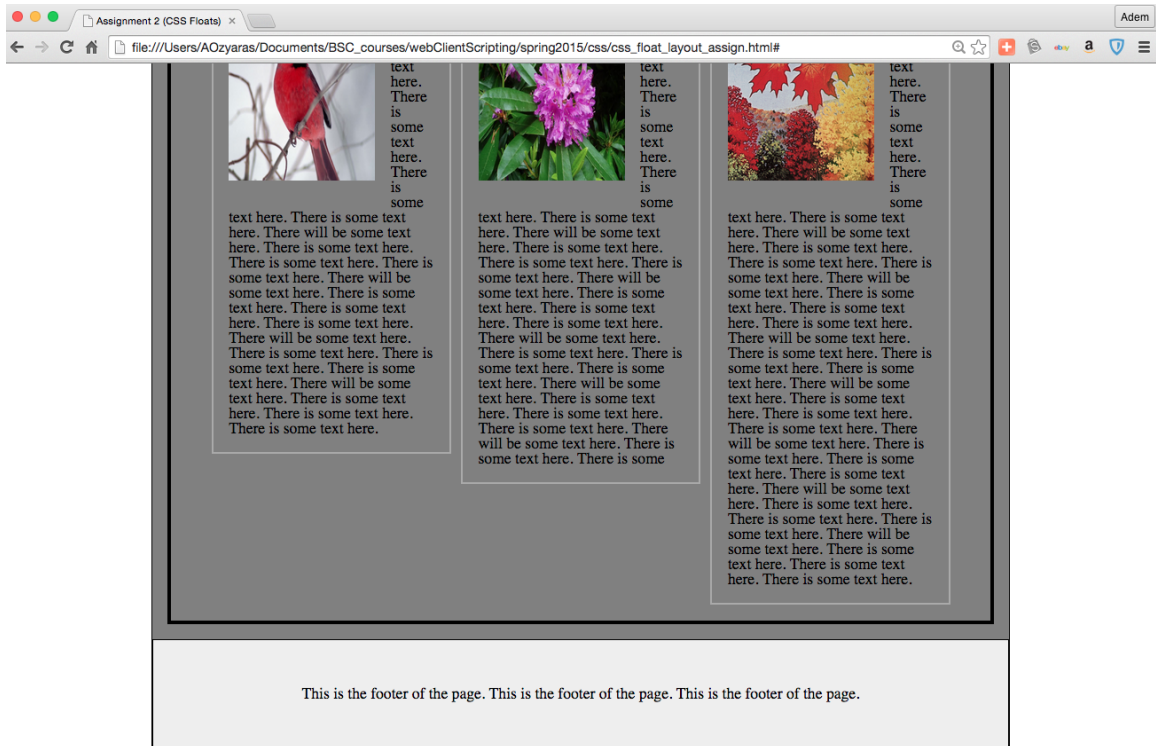 Assignment 2 (CSS Floats)
Adem
file:///Users/AOzyaras/Documents/BSC_courses/webClientScripting/spring2015/css/css_float_layout_assign.html#
ebay
a
text
here.
There
is
some
text
here.
There
is
some
text here. There is some text
here. There will be some text
here. There is some text here.
There is some text here. There is
some text here. There will be
some text here. There is some
text here. There is some text
here. There is some text here.
There will be some text here.
There is some text here. There is
some text here. There is some
text here. There will be some
text here. There is some text
here. There is some text here.
There is some text here.
text
here.
There
is
some
text
here.
There
is
some
text here. There is some text
here. There will be some text
here. There is some text here.
There is some text here. There is
some text here. There will be
some text here. There is some
text here. There is some text
here. There is some text here.
There will be some text here.
There is some text here. There is
some text here. There is some
text here. There will be some
text here. There is some text
here. There is some text here.
There is some text here. There
will be some text here. There is
some text here. There is some
text
here.
There
is
some
text
here.
There
is
some
text here. There is some text
here. There will be some text
here. There is some text here.
There is some text here. There is
some text here. There will be
some text here. There is some
text here. There is some text
here. There is some text here.
There will be some text here.
There is some text here. There is
some text here. There is some
text here. There will be some
text here. There is some text
here. There is some text here.
There is some text here. There
will be some text here. There is
some text here. There is some
text here. There is some text
here. There will be some text
here. There is some text here.
There is some text here. There is
some text here. There will be
some text here. There is some
text here. There is some text
here. There is some text here.
This is the footer of the page. This is the footer of the page. This is the footer of the page.